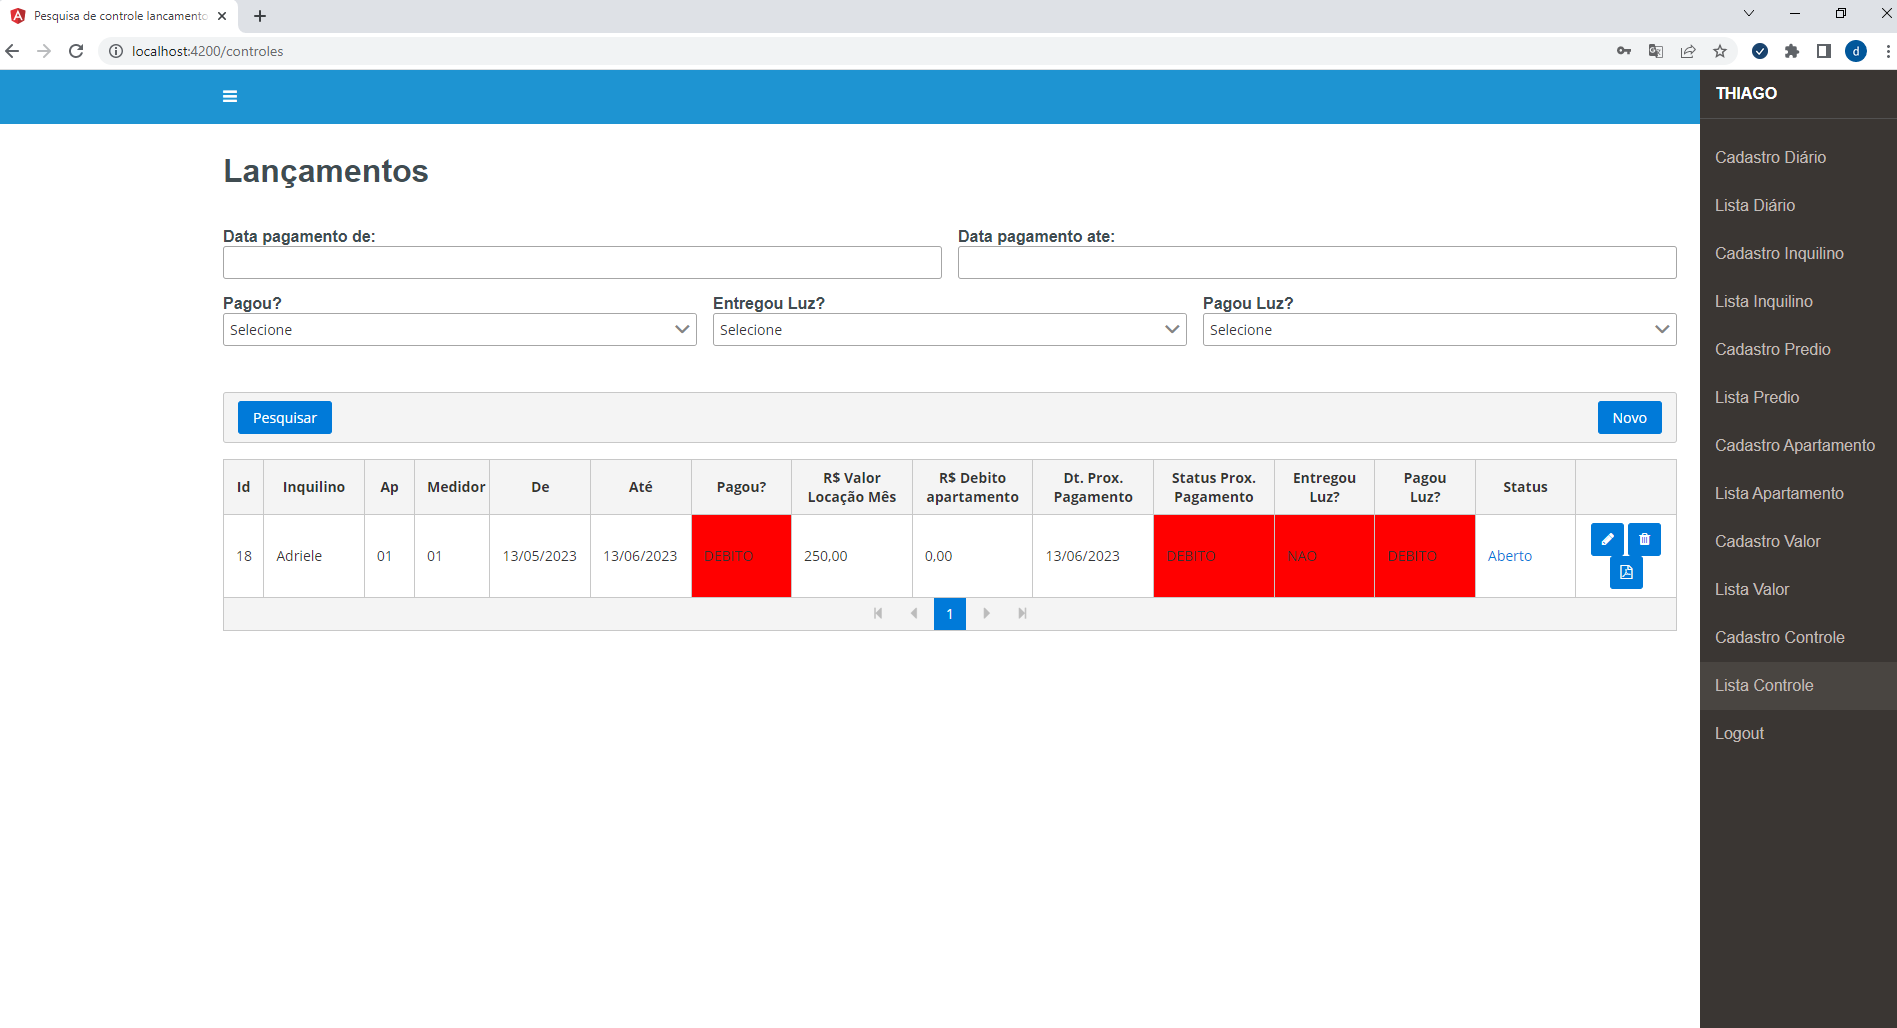 Pesquisa de controle lancamento
localhost:4200/controles
d
THIAGO
Lançamentos
Data pagamento de:
Data pagamento ate:
Pagou?
Entregou Luz?
Pagou Luz?
Selecione
Selecione
Selecione
Pesquisar
Novo
Id Inquilino Ap Medidor De Até Pagou? R$ Valor Locação Mês R$ Debito apartamento Dt. Prox. Pagamento Status Prox. Pagamento Entregou Luz? Pagou Luz? Status
18 Adriele 01 01 13/05/2023 13/06/2023 DEBITO 250,00 0,00 13/06/2023 DEBITO NAO DEBITO Aberto
1
Cadastro Diário
Lista Diário
Cadastro Inquilino
Lista Inquilino
Cadastro Predio
Lista Predio
Cadastro Apartamento
Lista Apartamento
Cadastro Valor
Lista Valor
Cadastro Controle
Lista Controle
Logout